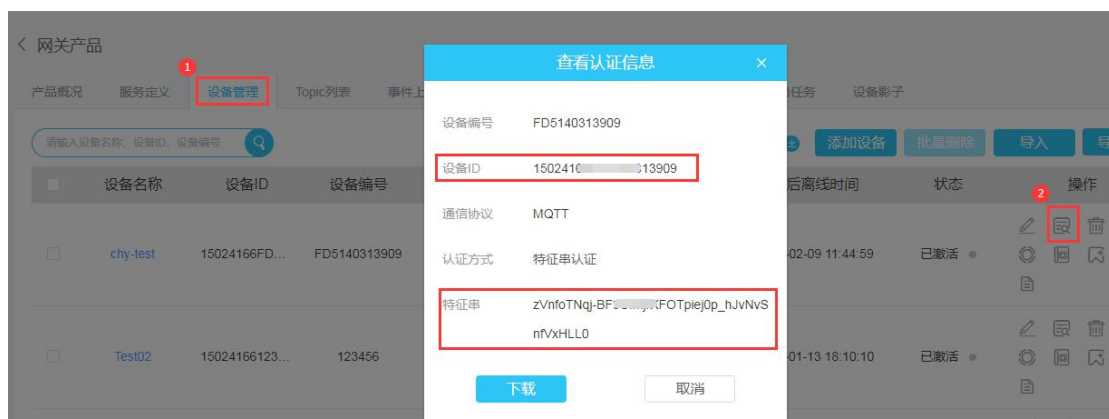 网关产品
1
产品概况 服务定义 设备管理 Topic列表 事件上
任务 设备影子
请输入设备名称、设备ID、设备编号
添加设备 批量删除 导入 导
设备名称 设备ID 设备编号
后离线时间 状态 操作
2
chy-test 15024166FD... FD5140313909
-02-09 11:44:59 已激活
Test02 15024166123... 123456
-01-13 18:10:10 已激活
查看认证信息 ×
设备编号 FD5140313909
设备ID 1502416 313909
通信协议 MQTT
认证方式 特征串认证
特征串 zVnfoTNqj-BF FOTpiej0p_hJvNvS
nfVxHLL0
下载 取消